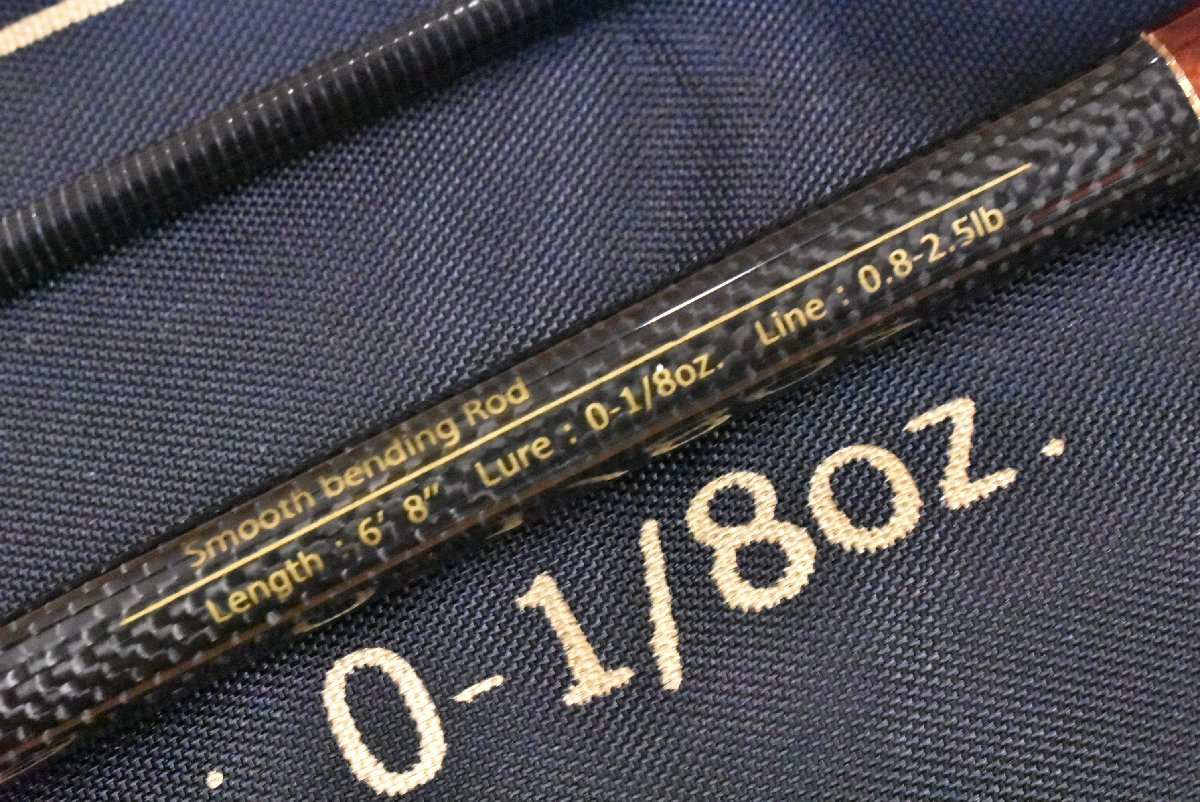 Smooth bending Rod
Length : 6' 8" Lure : 0-1/8oz. Line : 0.8-2.5lb
0-1/8oz.